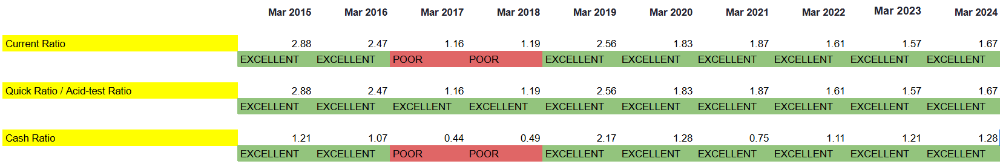 Mar 2015 Mar 2016 Mar 2017 Mar 2018 Mar 2019 Mar 2020 Mar 2021 Mar 2022 Mar 2023 Mar 2024
Current Ratio 2.88 2.47 1.16 1.19 2.56 1.83 1.87 1.61 1.57 1.67
EXCELLENT EXCELLENT POOR POOR EXCELLENT EXCELLENT EXCELLENT EXCELLENT EXCELLENT EXCELLENT
Quick Ratio / Acid-test Ratio 2.88 2.47 1.16 1.19 2.56 1.83 1.87 1.61 1.57 1.67
EXCELLENT EXCELLENT EXCELLENT EXCELLENT EXCELLENT EXCELLENT EXCELLENT EXCELLENT EXCELLENT EXCELLENT
Cash Ratio 1.21 1.07 0.44 0.49 2.17 1.28 0.75 1.11 1.21 1.28
EXCELLENT EXCELLENT POOR POOR EXCELLENT EXCELLENT EXCELLENT EXCELLENT EXCELLENT EXCELLENT